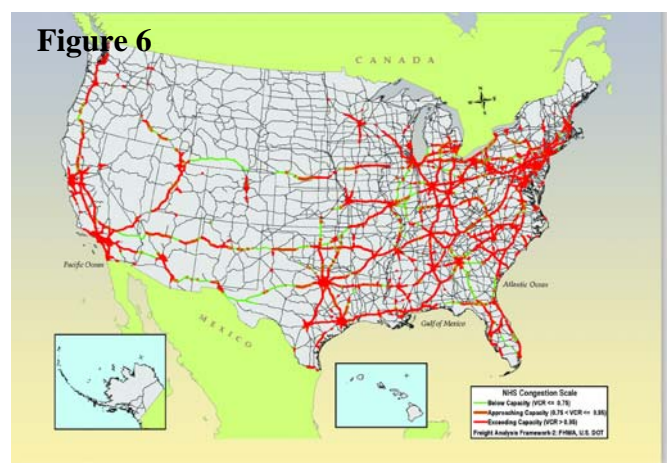 Figure 6
CANADA
N
Pacific Ocean
Atlantic Ocean
MEXICO
Gulf of Mexico
NHS Congestion Scale
Below Capacity (VCR <= 0.75)
Approaching Capacity (0.75 < VCR <= 0.95)
Exceeding Capacity (VCR > 0.95)
Freight Analysis Framework-2: FHWA, U.S. DOT